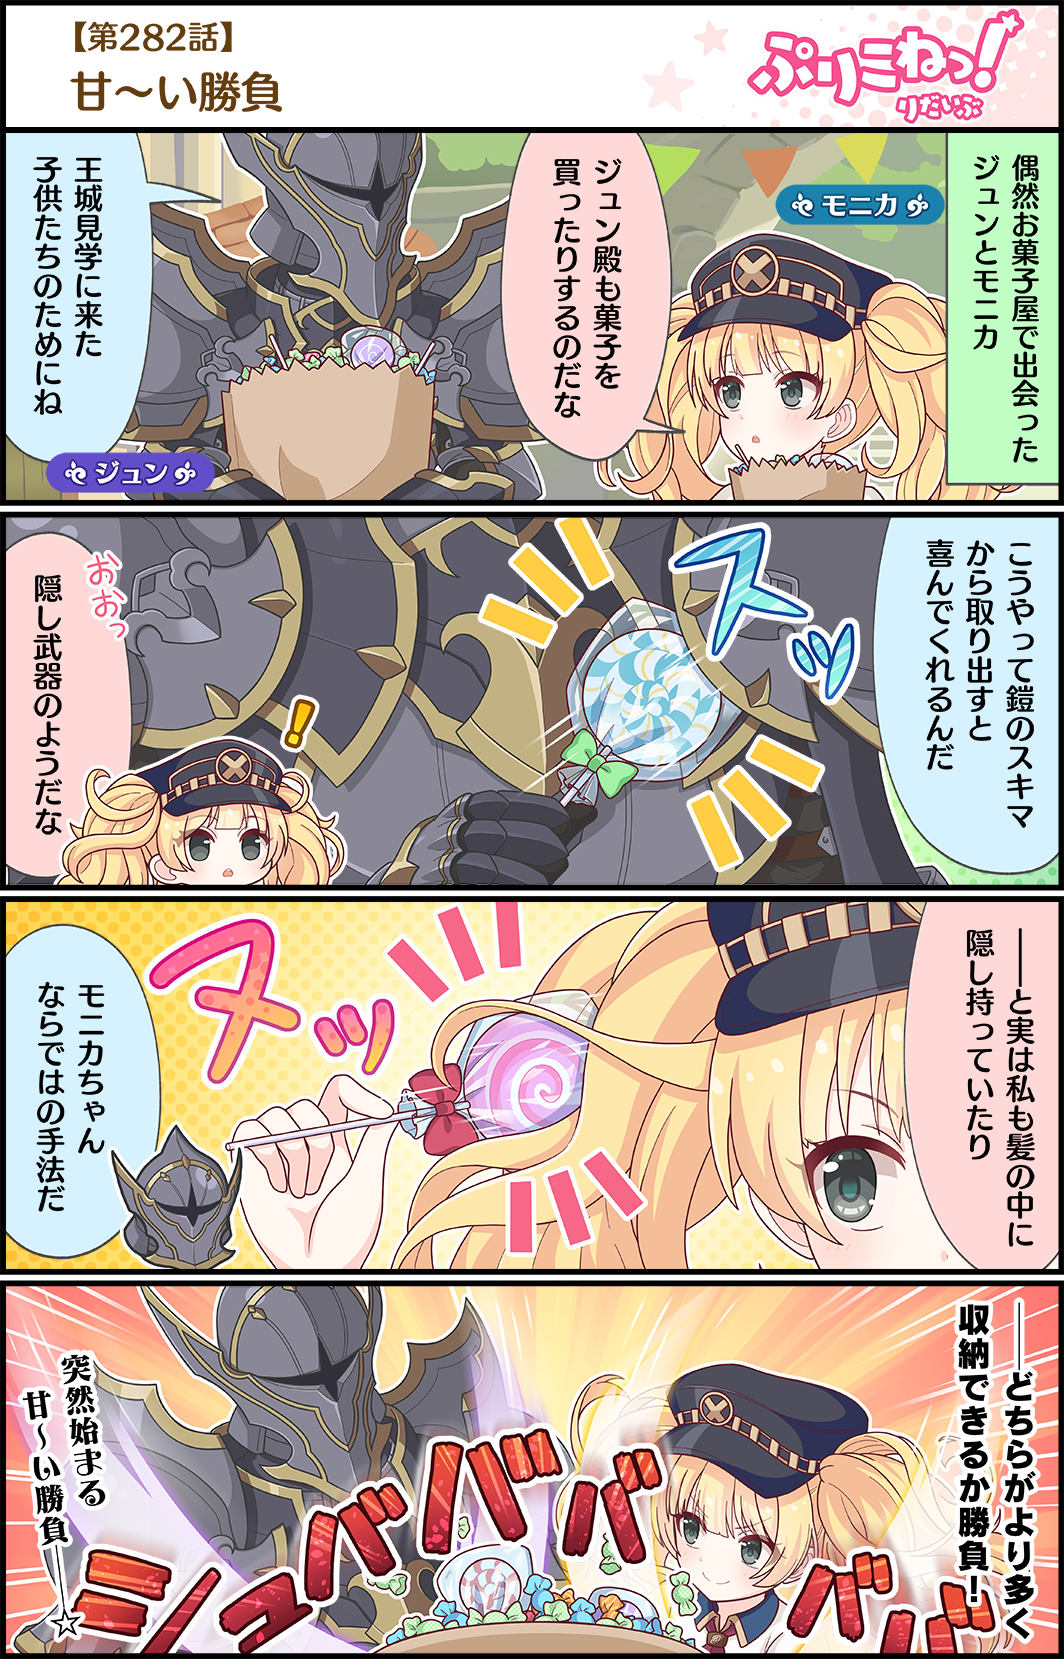 【第282話】
甘～い勝負
ぷりこねっ！
りだいぶ
偶然お菓子屋で出会った
ジュンとモニカ
モニカ
ジュン殿も菓子を
買ったりするのだな
王城見学に来た
子供たちのためにね
ジュン
こうやって鎧のスキマ
から取り出すと
喜んでくれるんだ
スッ
！
おおっ
隠し武器のようだな
――と実は私も髪の中に
隠し持っていたり
ヌッ
モニカちゃん
ならではの手法だ
――どちらがより多く
収納できるか勝負！
シュババババババ
突然始まる
甘～い勝負――☆